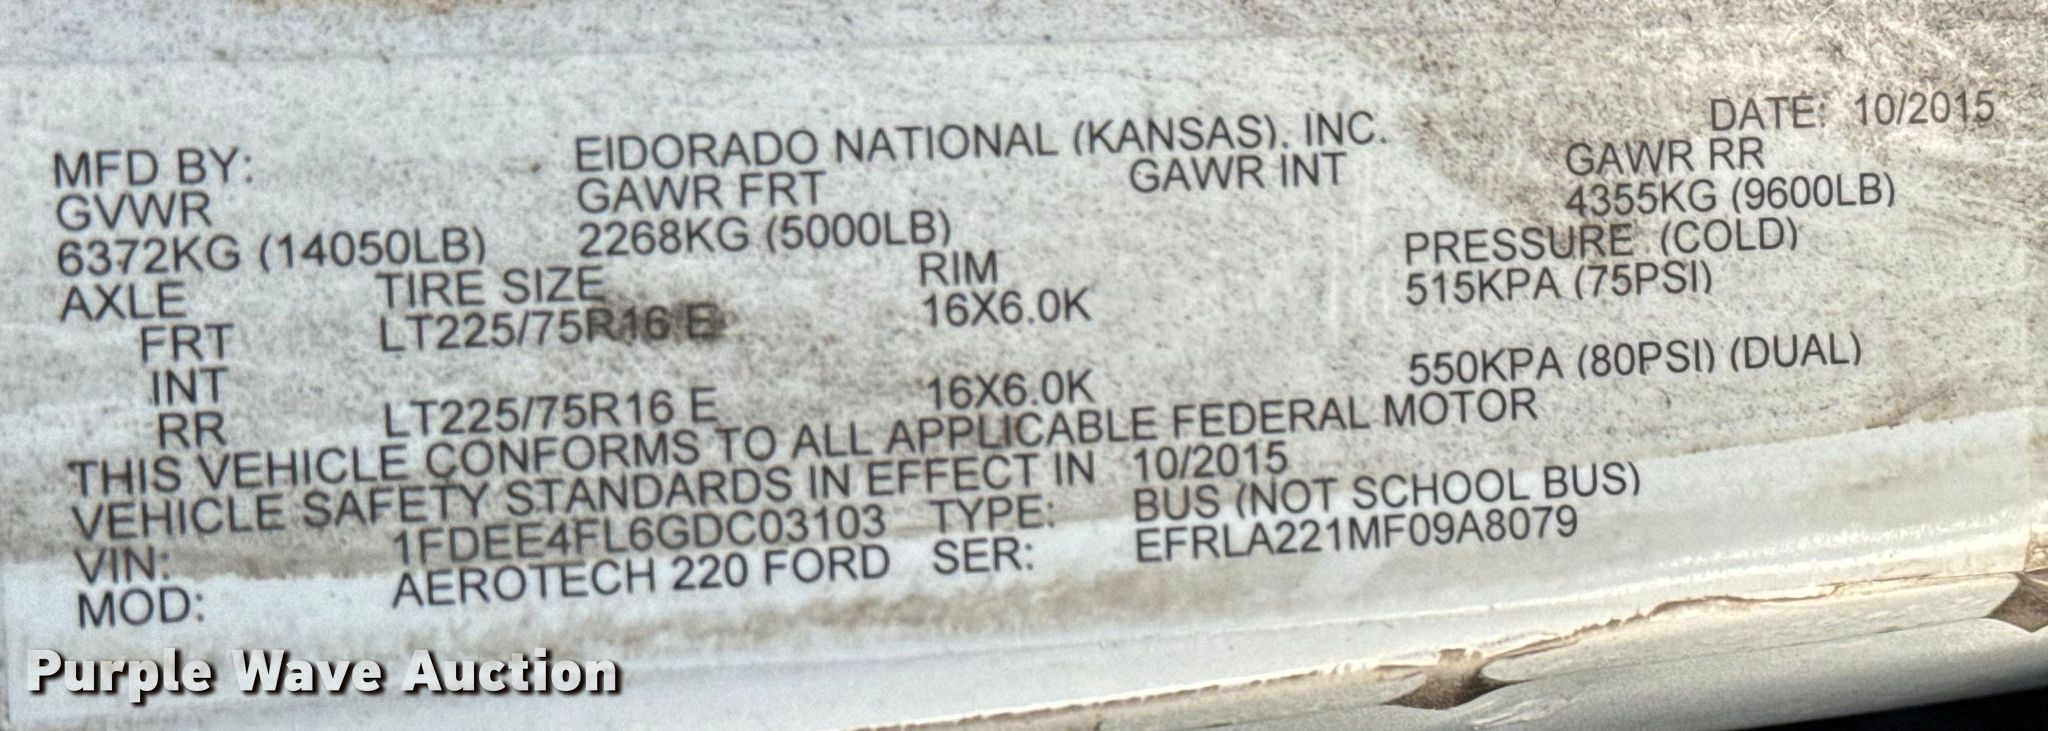 DATE: 10/2015
MFD BY: EIDORADO NATIONAL (KANSAS). INC.
GVWR GAWR FRT GAWR INT GAWR RR
6372KG (14050LB) 2268KG (5000LB) 4355KG (9600LB)
AXLE TIRE SIZE RIM PRESSURE (COLD)
FRT LT225/75R16 E 16X6.0K 515KPA (75PSI)
INT
RR LT225/75R16 E 16X6.0K 550KPA (80PSI) (DUAL)
THIS VEHICLE CONFORMS TO ALL APPLICABLE FEDERAL MOTOR
VEHICLE SAFETY STANDARDS IN EFFECT IN 10/2015
VIN: 1FDEE4FL6GDC03103 TYPE: BUS (NOT SCHOOL BUS)
MOD: AEROTECH 220 FORD SER: EFRLA221MF09A8079
Purple Wave Auction